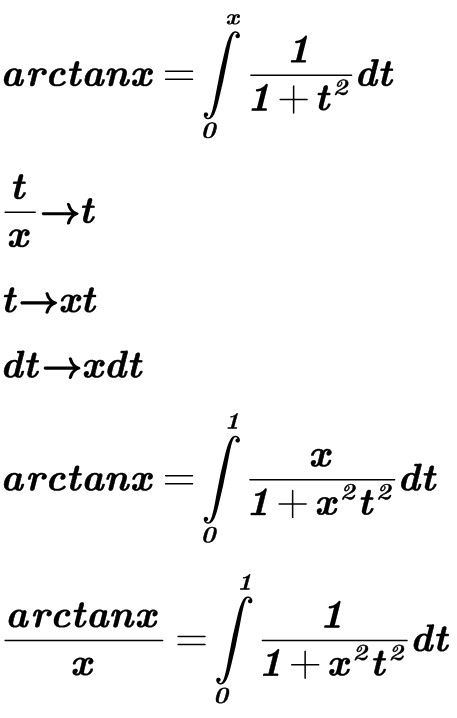 arctanx = ∫₀ˣ 1/(1+t²) dt
t/x → t
t→xt
dt→xdt
arctanx = ∫₀¹ x/(1+x²t²) dt
arctanx/x = ∫₀¹ 1/(1+x²t²) dt